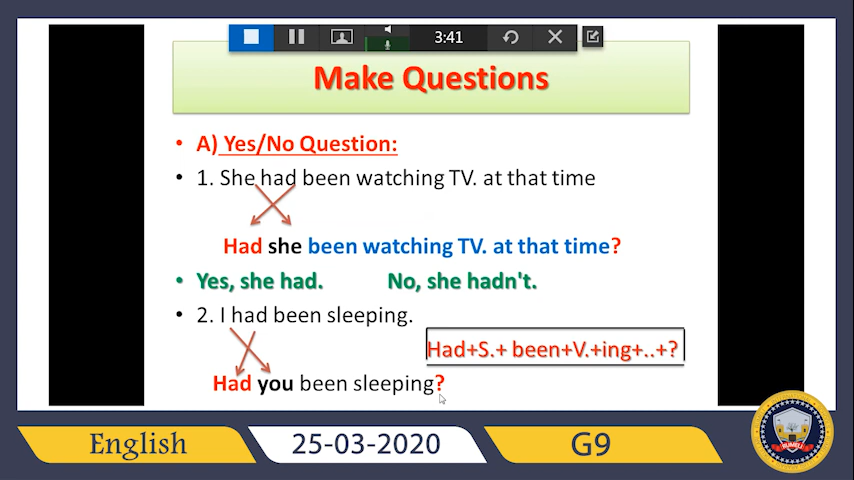 3:41
Make Questions
• A) Yes/No Question:
• 1. She had been watching TV. at that time
Had she been watching TV. at that time?
• Yes, she had. No, she hadn't.
• 2. I had been sleeping.
Had+S.+ been+V.+ing+..+?
Had you been sleeping?
English 25-03-2020 G9